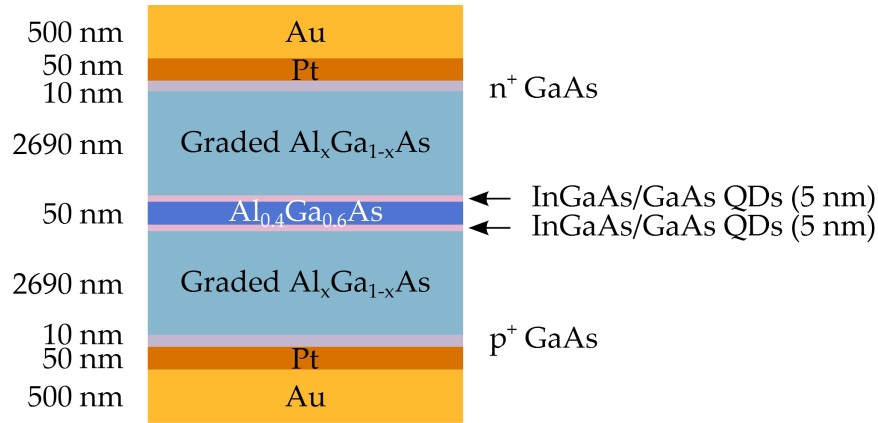 500 nm Au
50 nm Pt
10 nm n⁺ GaAs
2690 nm Graded AlₓGa₁₋ₓAs
InGaAs/GaAs QDs (5 nm)
50 nm Al₀.₄Ga₀.₆As
InGaAs/GaAs QDs (5 nm)
2690 nm Graded AlₓGa₁₋ₓAs
10 nm p⁺ GaAs
50 nm Pt
500 nm Au